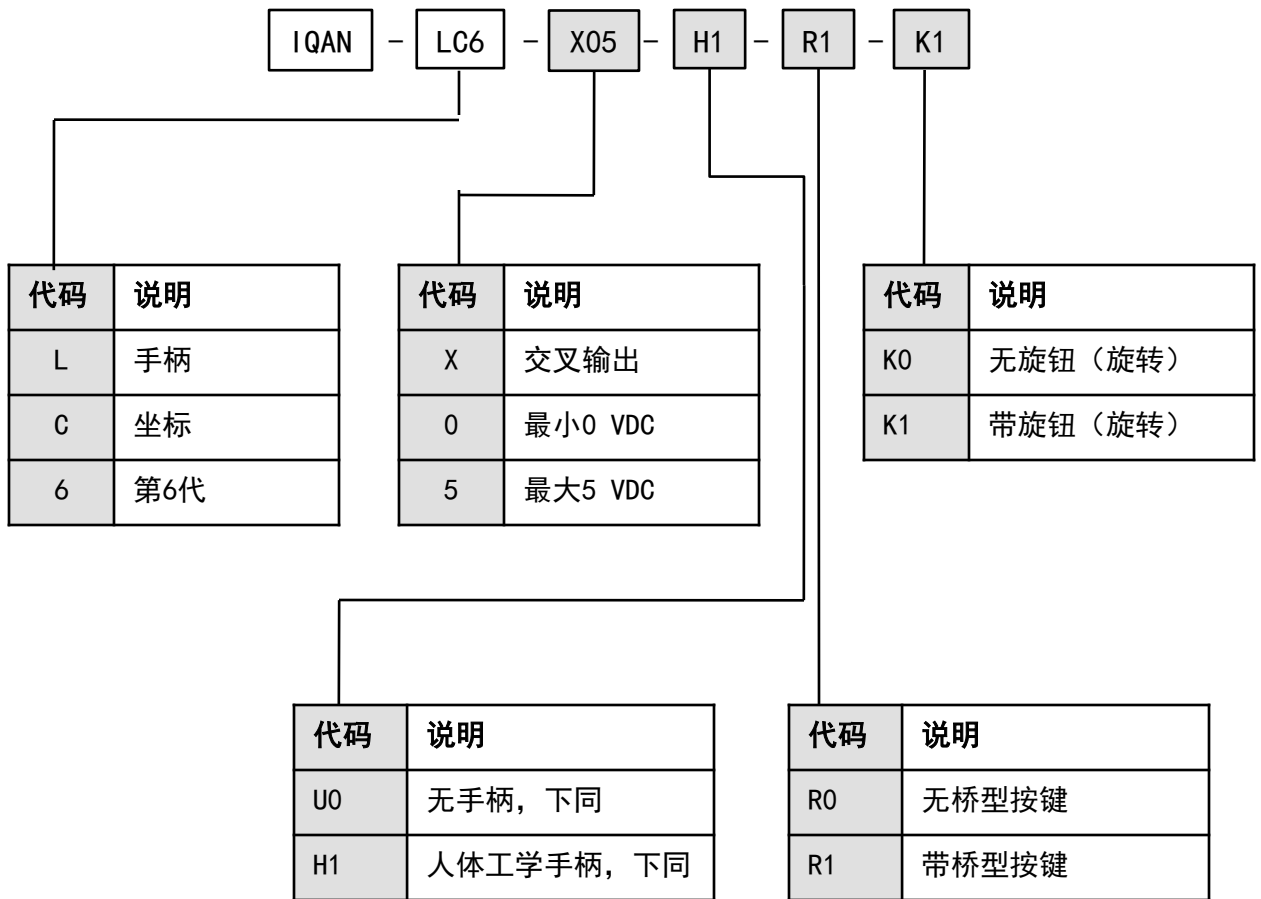 IQAN - LC6 - X05 - H1 - R1 - K1
代码 说明
L 手柄
C 坐标
6 第6代
代码 说明
X 交叉输出
0 最小0 VDC
5 最大5 VDC
代码 说明
K0 无旋钮（旋转）
K1 带旋钮（旋转）
代码 说明
U0 无手柄，下同
H1 人体工学手柄，下同
代码 说明
R0 无桥型按键
R1 带桥型按键